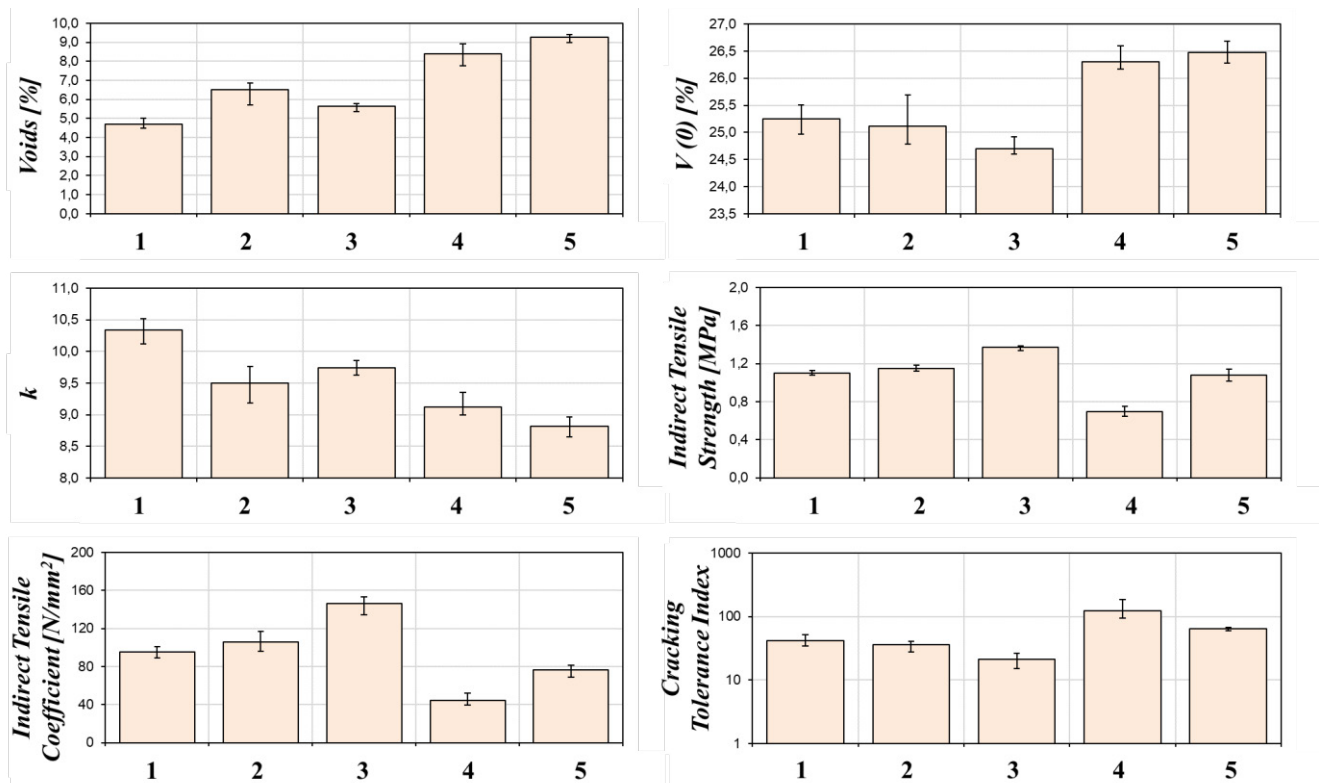 Voids [%]
10,0
9,0
8,0
7,0
6,0
5,0
4,0
3,0
2,0
1,0
0,0
1 2 3 4 5
V (0) [%]
27,0
26,5
26,0
25,5
25,0
24,5
24,0
23,5
1 2 3 4 5
k
11,0
10,5
10,0
9,5
9,0
8,5
8,0
1 2 3 4 5
Indirect Tensile
Strength [MPa]
2,0
1,6
1,2
0,8
0,4
0,0
1 2 3 4 5
Indirect Tensile
Coefficient [N/mm²]
200
160
120
80
40
0
1 2 3 4 5
Cracking
Tolerance Index
1000
100
10
1
1 2 3 4 5